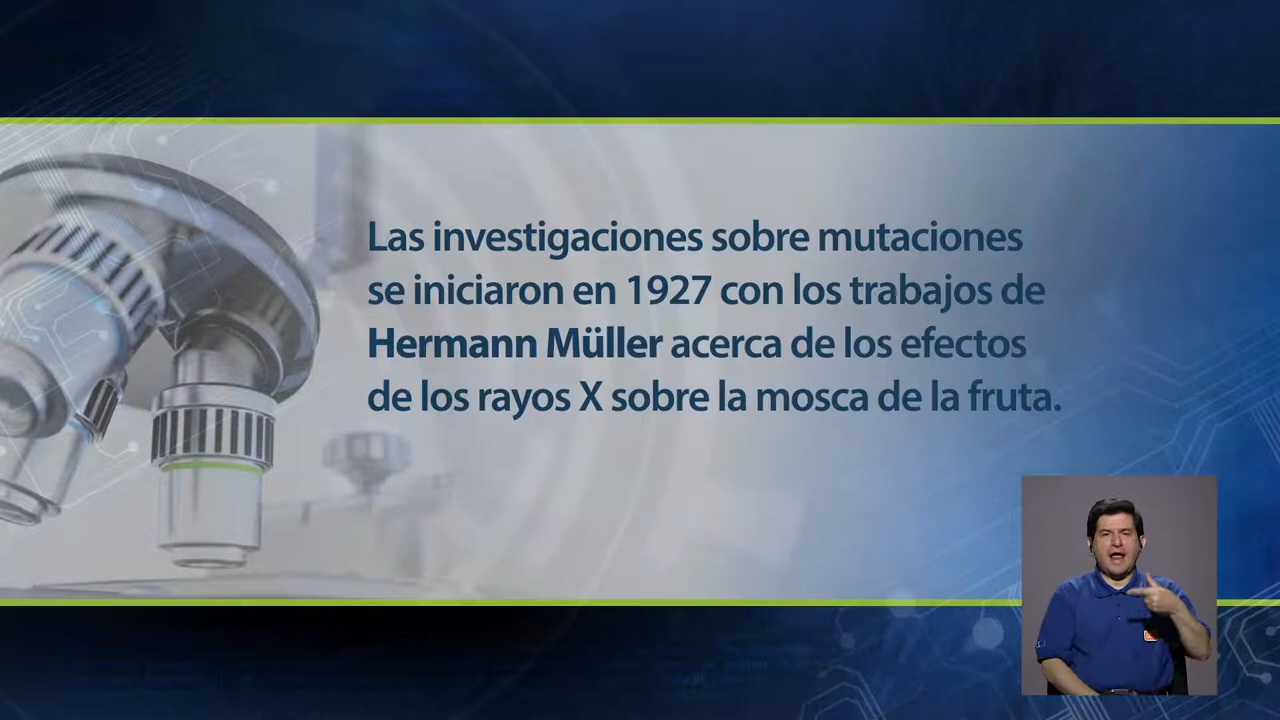 Las investigaciones sobre mutaciones
se iniciaron en 1927 con los trabajos de
Hermann Müller acerca de los efectos
de los rayos X sobre la mosca de la fruta.